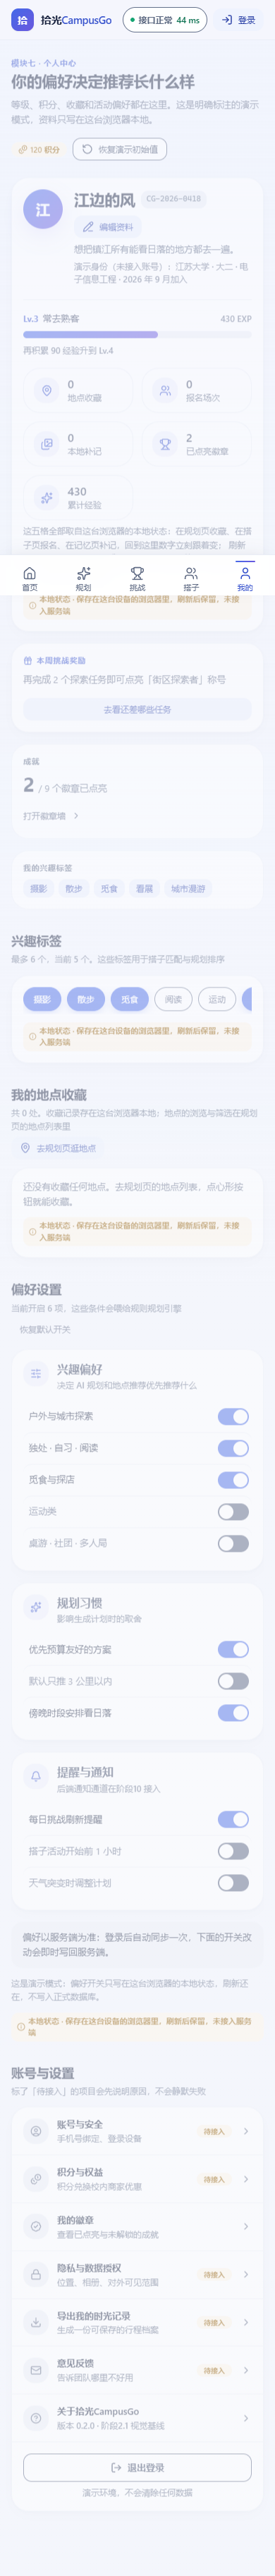 拾 拾光CampusGo 接口正常 44 ms 登录
模块七 · 个人中心
你的偏好决定推荐长什么样
等级、积分、收藏和活动偏好都在这里。这是明确标注的演示模式，资料只写在这台浏览器本地。
120 积分 恢复演示初始值
江 江边的风 CG-2026-0418
编辑资料
想把镇江所有能看日落的地方都去一遍。
演示身份（未接入账号）：江苏大学 · 大二 · 电子信息工程 · 2026 年 9 月加入
Lv.3 常去熟客 430 EXP
再积累 90 经验升到 Lv.4
0
地点收藏
0
报名场次
0
本地补记
2
已点亮徽章
430
累计经验
这五格全部取自这台浏览器的本地状态：在规划页收藏、在搭子页报名、在记忆页补记，回到这里数字立刻跟着变；刷新
首页 规划 挑战 搭子 我的
本地状态 · 保存在这台设备的浏览器里，刷新后保留，未接入服务端
本周挑战奖励
再完成 2 个探索任务即可点亮「街区探索者」称号
去看还差哪些任务
成就
2 / 9 个徽章已点亮
打开徽章墙
我的兴趣标签
摄影 散步 觅食 看展 城市漫游
兴趣标签
最多 6 个，当前 5 个。这些标签用于搭子匹配与规划排序
摄影 散步 觅食 阅读 运动
本地状态 · 保存在这台设备的浏览器里，刷新后保留，未接入服务端
我的地点收藏
共 0 处。收藏记录存在这台浏览器本地；地点的浏览与筛选在规划页的地点列表里
去规划页逛地点
还没有收藏任何地点。去规划页的地点列表，点心形按钮就能收藏。
本地状态 · 保存在这台设备的浏览器里，刷新后保留，未接入服务端
偏好设置
当前开启 6 项，这些条件会喂给规则规划引擎
恢复默认开关
兴趣偏好
决定 AI 规划和地点推荐优先推荐什么
户外与城市探索
独处 · 自习 · 阅读
觅食与探店
运动类
桌游 · 社团 · 多人局
规划习惯
影响生成计划时的取舍
优先预算友好的方案
默认只推 3 公里以内
傍晚时段安排看日落
提醒与通知
后端通知通道在阶段10 接入
每日挑战刷新提醒
搭子活动开始前 1 小时
天气突变时调整计划
偏好以服务端为准：登录后自动同步一次，下面的开关改动会即时写回服务端。
这是演示模式：偏好开关只写在这台浏览器的本地状态，刷新还在，不写入正式数据库。
本地状态 · 保存在这台设备的浏览器里，刷新后保留，未接入服务端
账号与设置
标了「待接入」的项目会先说明原因，不会静默失败
账号与安全
手机号绑定、登录设备
待接入
积分与权益
积分兑换校内商家优惠
待接入
我的徽章
查看已点亮与未解锁的成就
隐私与数据授权
位置、相册、对外可见范围
待接入
导出我的时光记录
生成一份可保存的行程档案
待接入
意见反馈
告诉团队哪里不好用
待接入
关于拾光CampusGo
版本 0.2.0 · 阶段2.1 视觉基线
退出登录
演示环境，不会清除任何数据